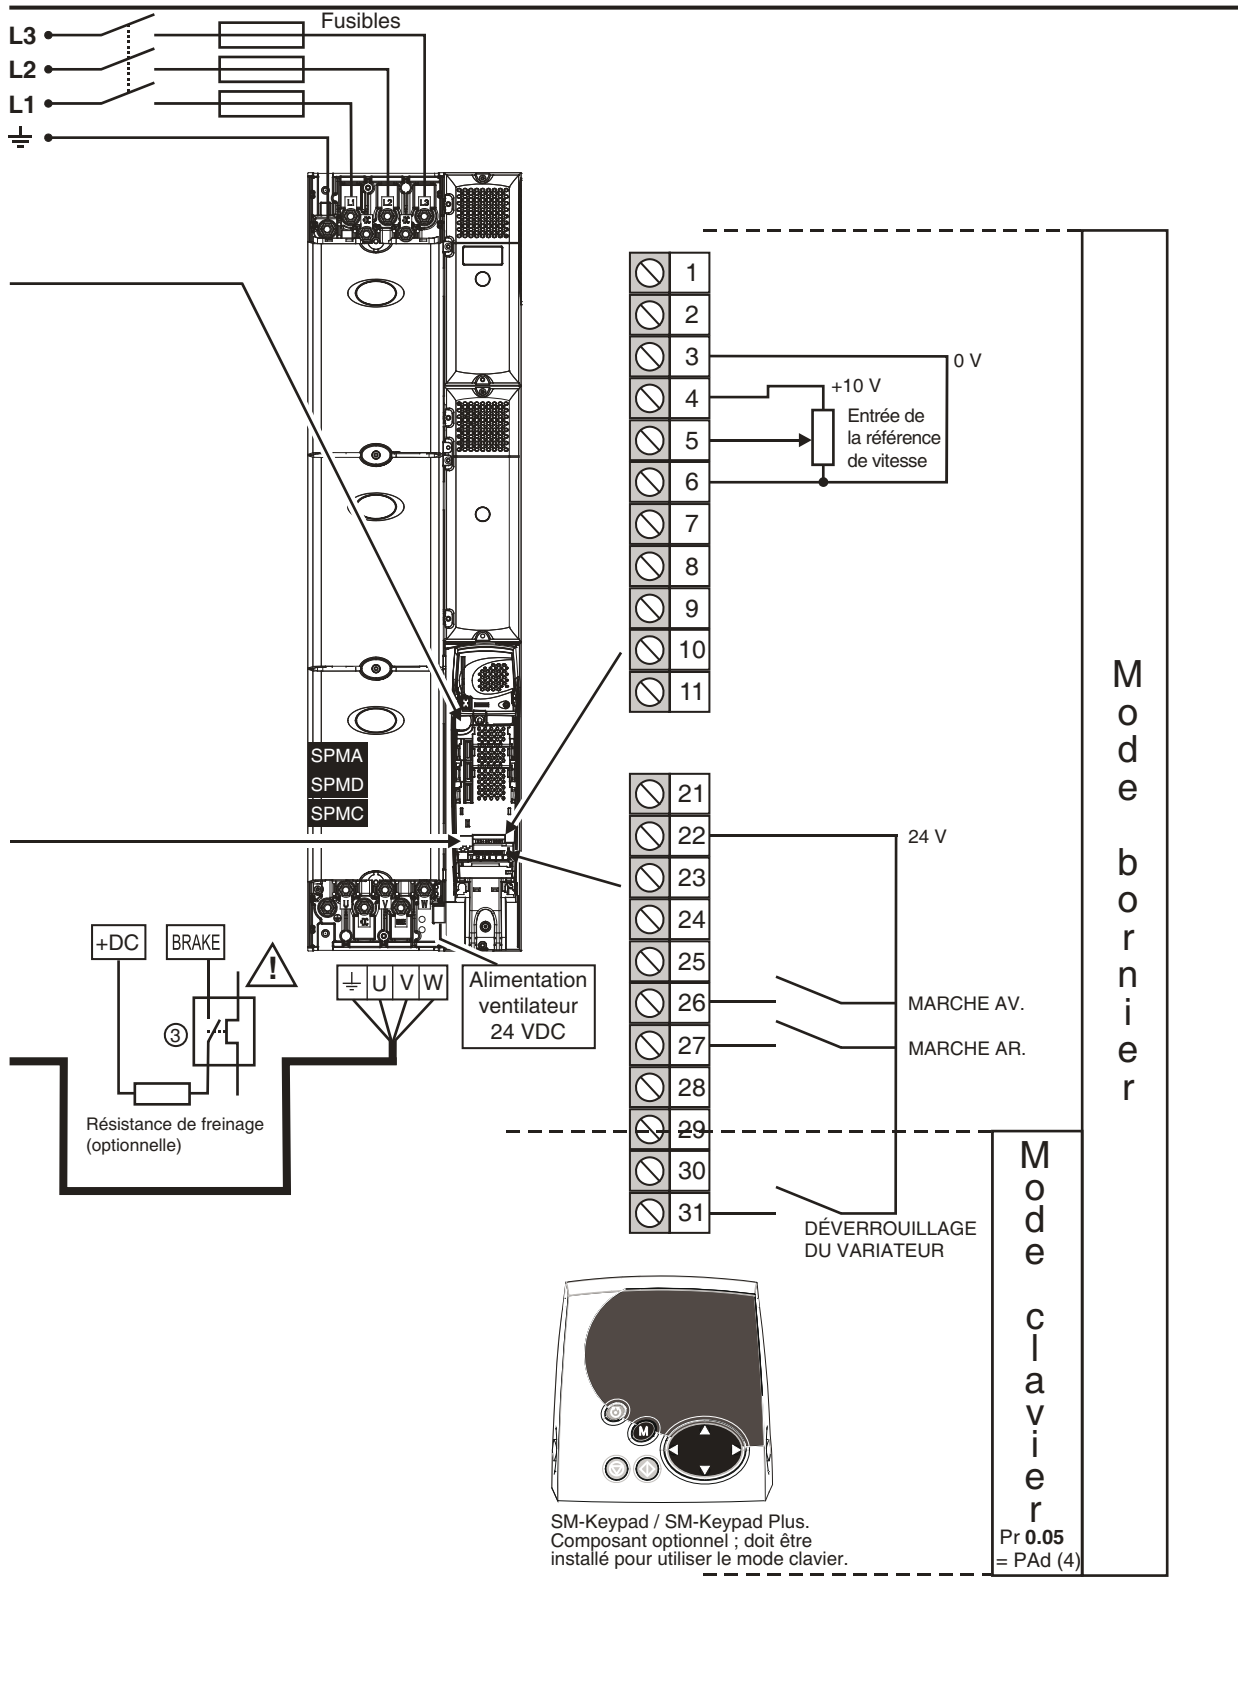 Fusibles
L3
L2
L1
L1 L2 L3
1
2
3
0 V
4
+10 V
5
Entrée de
la référence
de vitesse
6
7
8
9
10
11
SPMA
SPMD
SPMC
21
22
24 V
23
24
25
26
MARCHE AV.
27
MARCHE AR.
28
29
30
31
DÉVERROUILLAGE
DU VARIATEUR
U V W
+DC
BRAKE
!
3
U V W
Alimentation
ventilateur
24 VDC
Résistance de freinage
(optionnelle)
M
SM-Keypad / SM-Keypad Plus.
Composant optionnel ; doit être
installé pour utiliser le mode clavier.
Mode clavier
Pr 0.05
= PAd (4)
Mode bornier